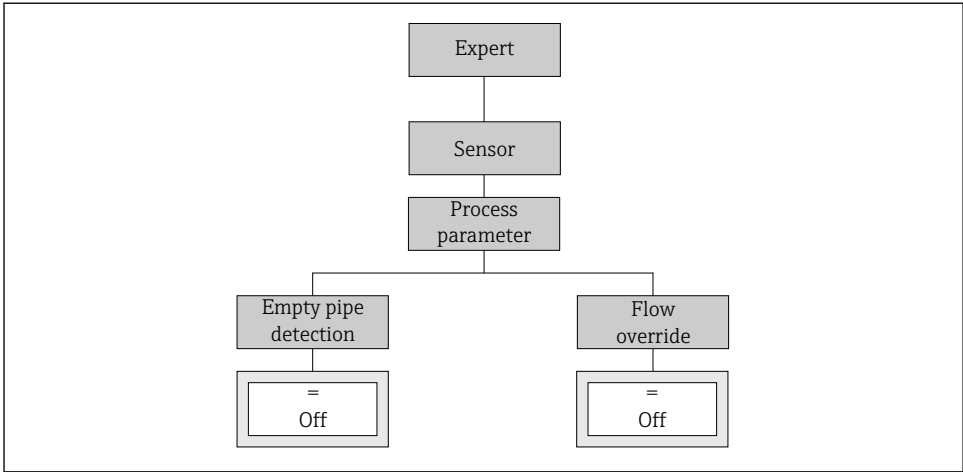 Expert
Sensor
Process
parameter
Empty pipe
detection
Flow
override
=
Off
=
Off